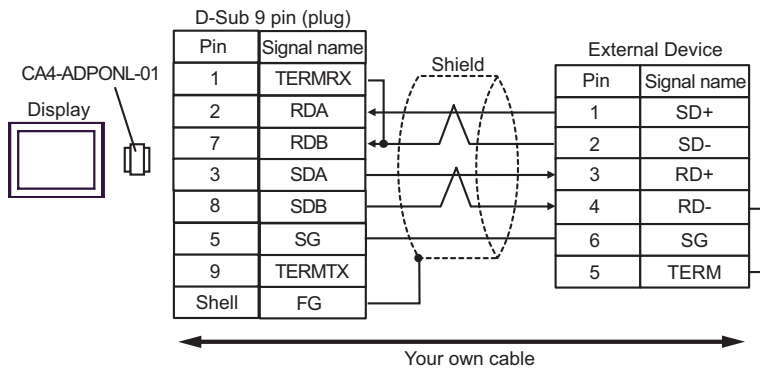 D-Sub 9 pin (plug)
Pin Signal name
1 TERMRX
2 RDA
7 RDB
3 SDA
8 SDB
5 SG
9 TERMTX
Shell FG
CA4-ADPONL-01
Display
Shield
External Device
Pin Signal name
1 SD+
2 SD-
3 RD+
4 RD-
6 SG
5 TERM
Your own cable